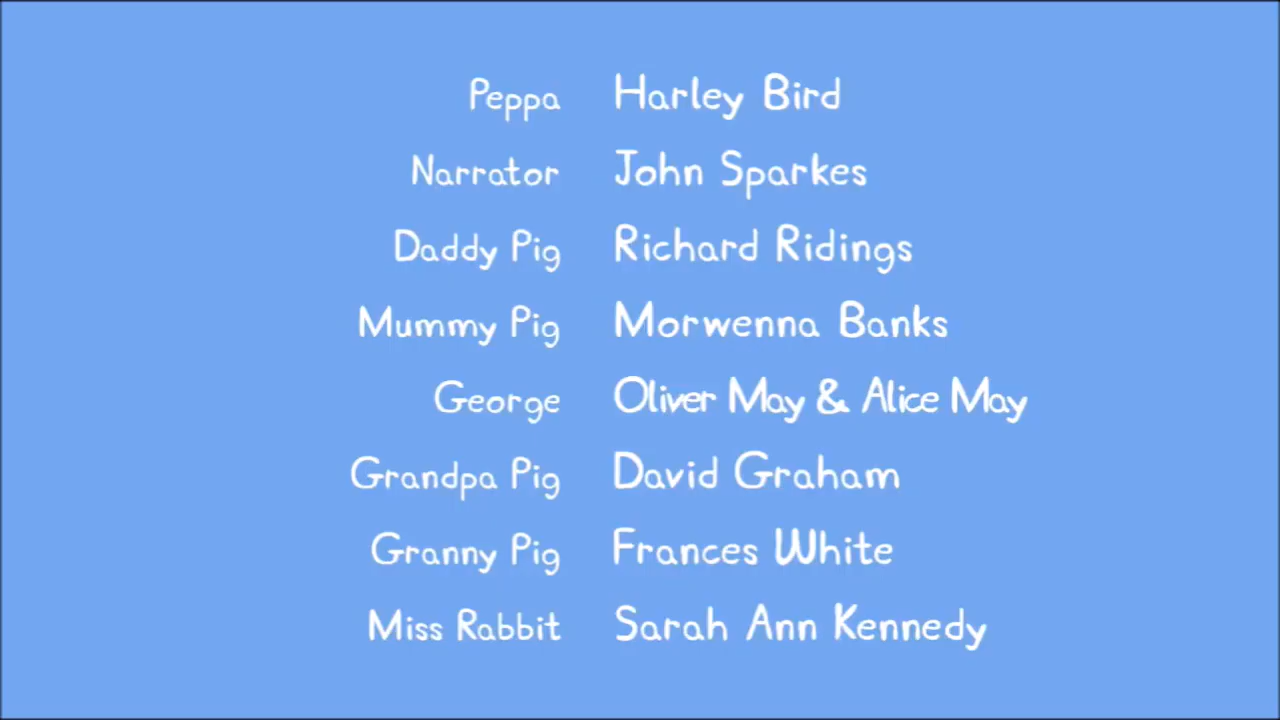 Peppa Harley Bird
Narrator John Sparkes
Daddy Pig Richard Ridings
Mummy Pig Morwenna Banks
George Oliver May & Alice May
Grandpa Pig David Graham
Granny Pig Frances White
Miss Rabbit Sarah Ann Kennedy